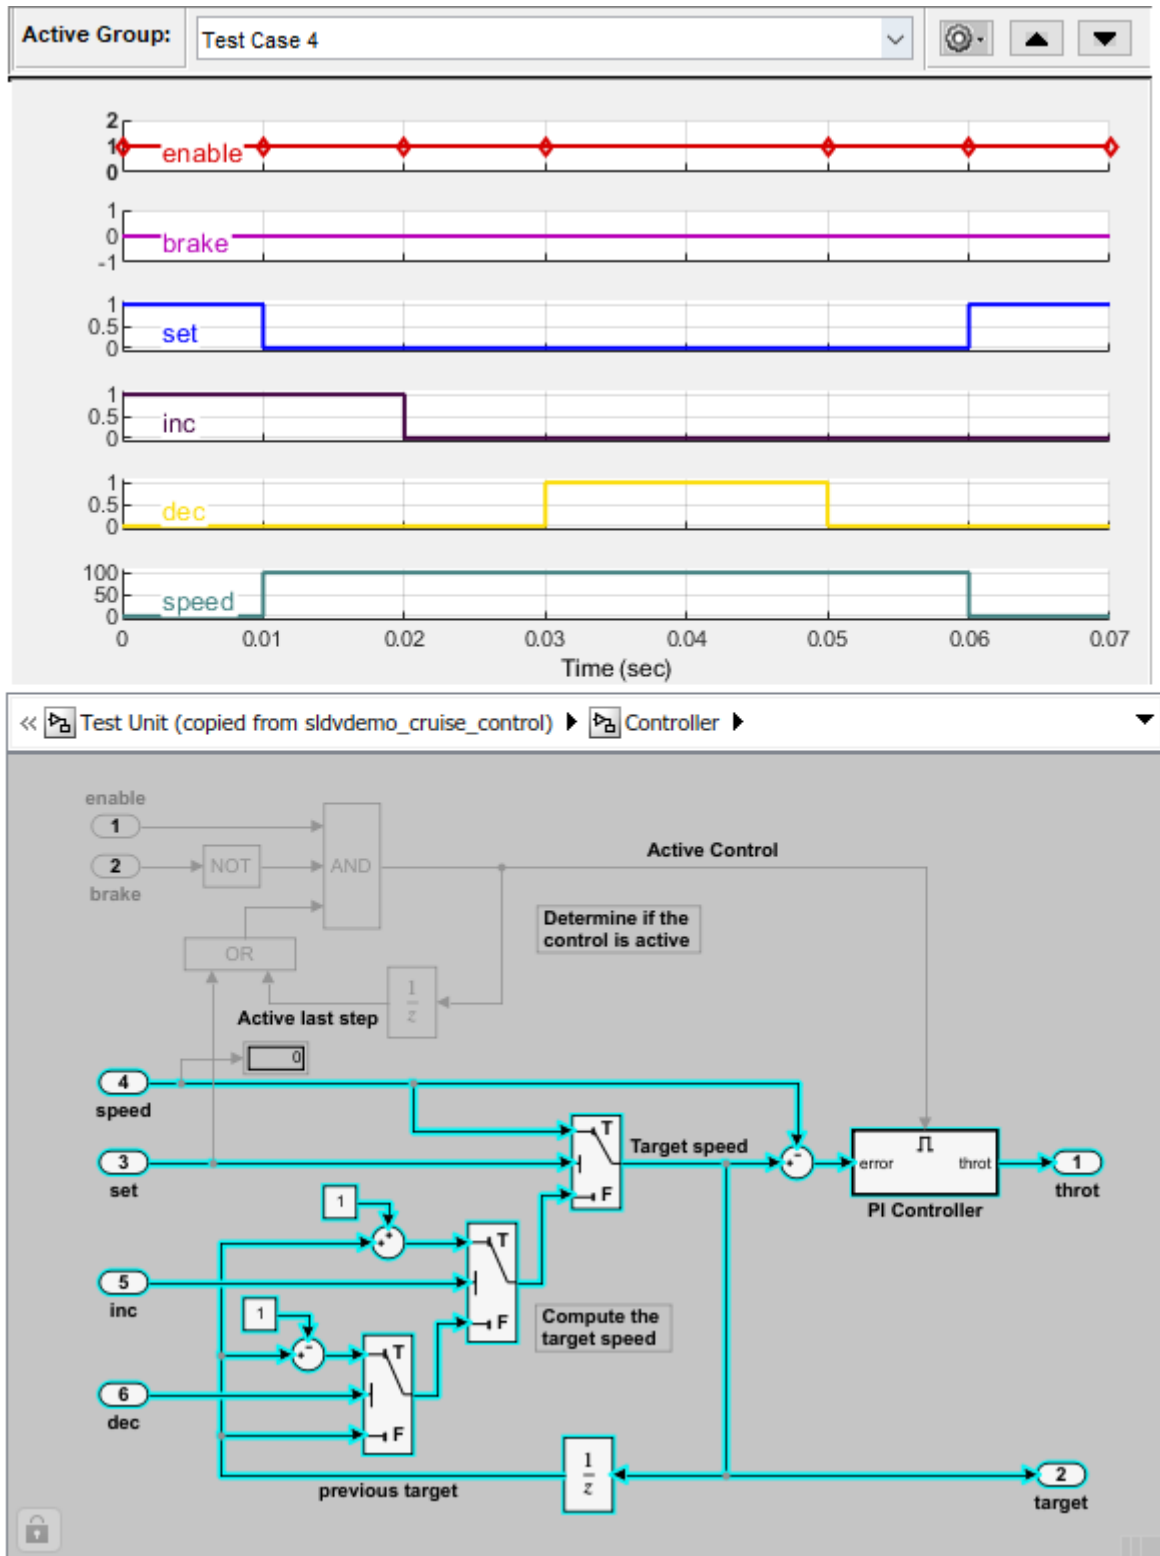 Active Group: Test Case 4
2
1
0
enable
1
0
-1
brake
1
0.5
0
set
1
0.5
0
inc
1
0.5
0
dec
100
50
0
speed
0 0.01 0.02 0.03 0.04 0.05 0.06 0.07
Time (sec)
« Test Unit (copied from sldvdemo_cruise_control) Controller
enable
1
2
brake
NOT
AND
Active Control
Determine if the
control is active
OR
1
z
Active last step
0
4
speed
T
Target speed
3
set
F
-
+
error
throt
PI Controller
1
throt
1
+
+
T
5
inc
F
Compute the
target speed
1
-
+
T
6
dec
F
1
z
previous target
2
target